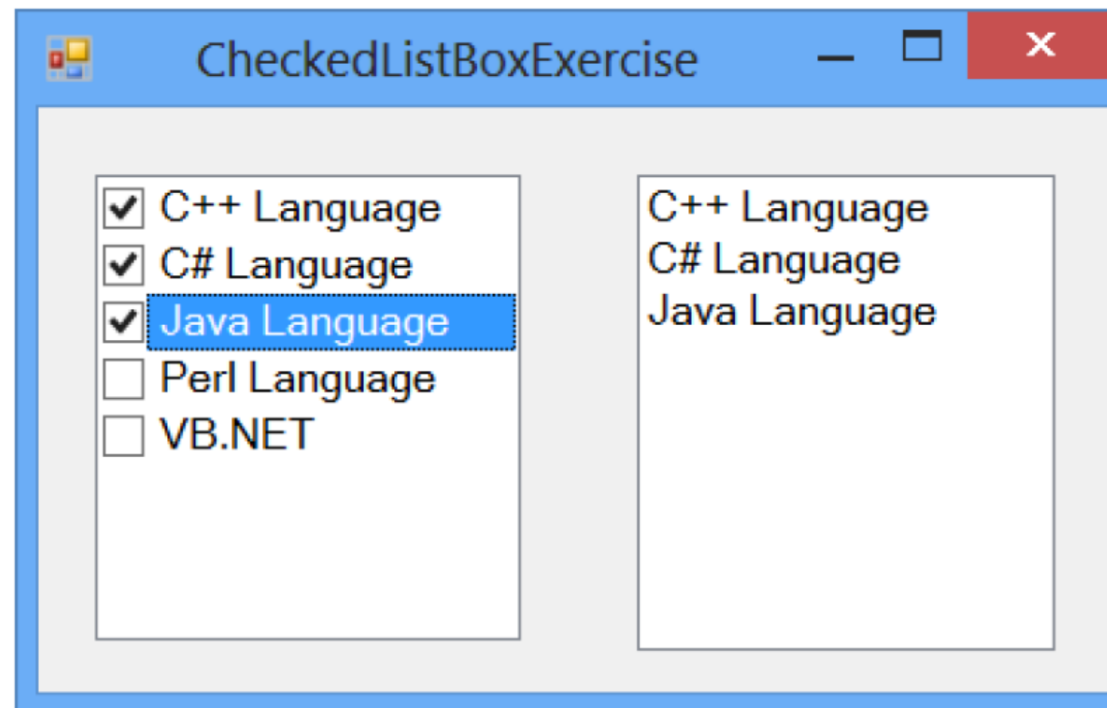 CheckedListBoxExercise
C++ Language
C# Language
Java Language
Perl Language
VB.NET
C++ Language
C# Language
Java Language